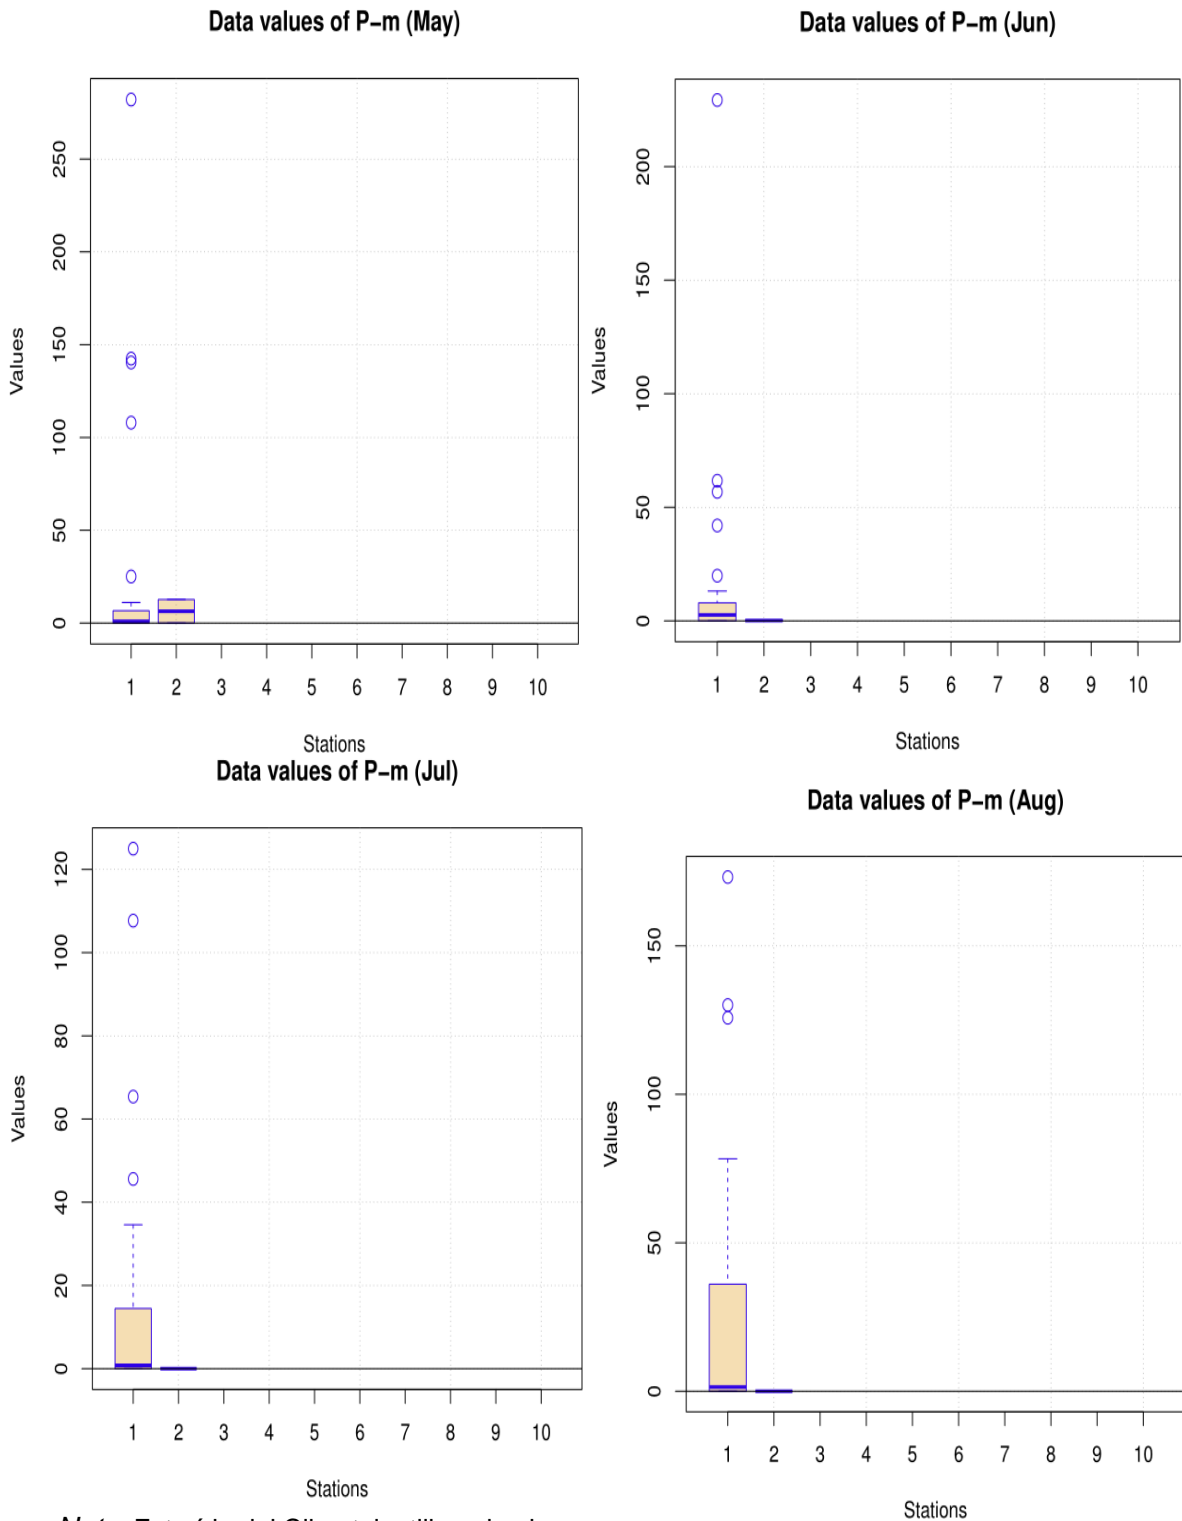 Data values of P−m (May)
Values
250
200
150
100
50
0
1 2 3 4 5 6 7 8 9 10
Stations
Data values of P−m (Jun)
Values
200
150
100
50
0
1 2 3 4 5 6 7 8 9 10
Stations
Data values of P−m (Jul)
Values
120
100
80
60
40
20
0
1 2 3 4 5 6 7 8 9 10
Stations
Data values of P−m (Aug)
Values
150
100
50
0
1 2 3 4 5 6 7 8 9 10
Stations